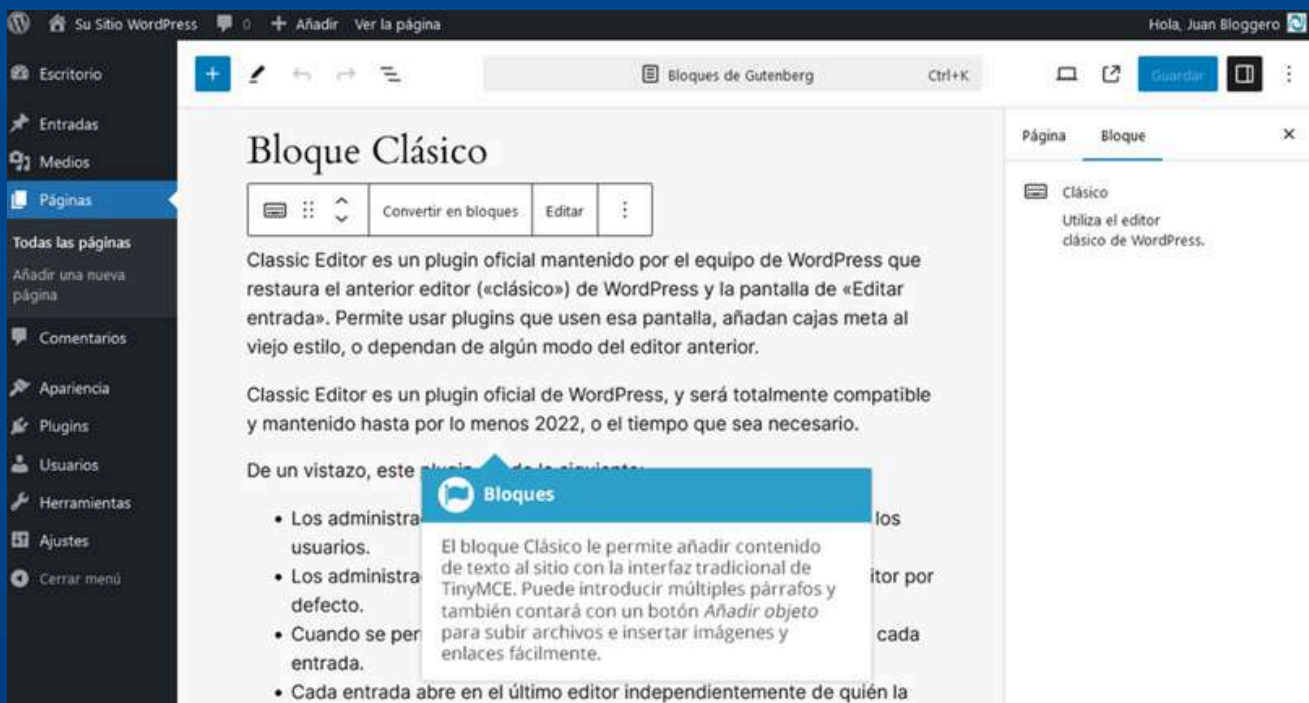 Su Sitio WordPress 0 + Añadir Ver la página Hola, Juan Bloggero
Escritorio
Entradas
Medios
Páginas
Todas las páginas
Añadir una nueva
página
Comentarios
Apariencia
Plugins
Usuarios
Herramientas
Ajustes
Cerrar menú
+ Bloques de Gutenberg Ctrl+K Guardar
Bloque Clásico
Convertir en bloques Editar
Classic Editor es un plugin oficial mantenido por el equipo de WordPress que
restaura el anterior editor («clásico») de WordPress y la pantalla de «Editar
entrada». Permite usar plugins que usen esa pantalla, añadan cajas meta al
viejo estilo, o dependan de algún modo del editor anterior.
Classic Editor es un plugin oficial de WordPress, y será totalmente compatible
y mantenido hasta por lo menos 2022, o el tiempo que sea necesario.
De un vistazo, este
• Los administra los
usuarios.
• Los administra itor por
defecto.
• Cuando se per cada
entrada.
• Cada entrada abre en el último editor independientemente de quién la
Bloques
El bloque Clásico le permite añadir contenido
de texto al sitio con la interfaz tradicional de
TinyMCE. Puede introducir múltiples párrafos y
también contará con un botón Añadir objeto
para subir archivos e insertar imágenes y
enlaces fácilmente.
Página Bloque
Clásico
Utiliza el editor
clásico de WordPress.